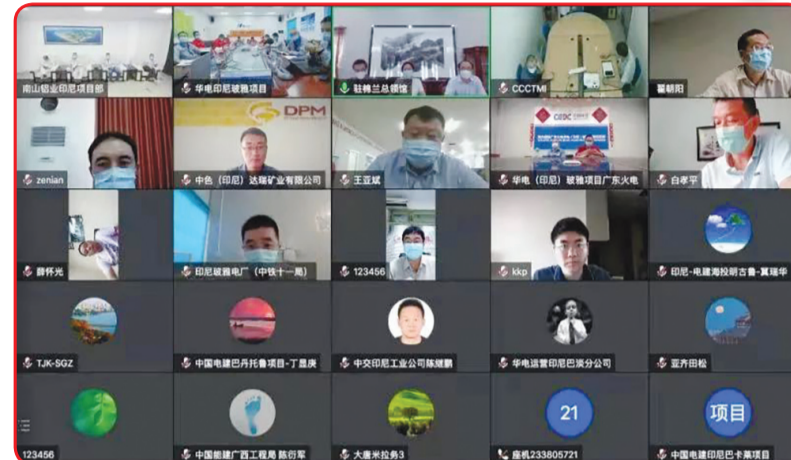 南山铝业印尼项目部
华电印尼玻雅项目
驻棉兰总领馆
CCCTMI
翟朝阳
DPM
zenian
中色（印尼）达瑞矿业有限公司
王亚斌
CGDC
华电（印尼）玻雅项目广东火电
白孝平
薛怀光
印尼玻雅电厂（中铁十一局）
123456
kkp
印尼-电建海投明古鲁-冀瑞华
TJK-SGZ
中国电建巴丹托鲁项目-丁显庚
中交印尼工业公司陈继鹏
华电运营印尼巴淡分公司
亚齐田松
21
项目
123456
中国能建广西工程局 陈衍军
大唐米拉务3
座机233805721
中国电建印尼巴卡莱项目